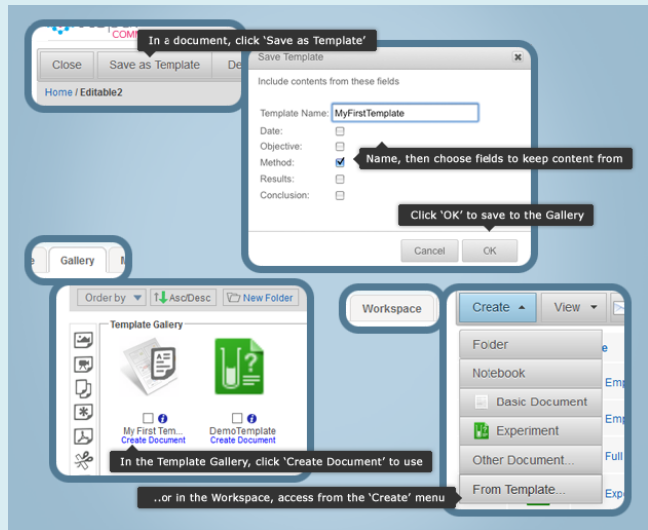 COMM
In a document, click ‘Save as Template’
Close
Save as Template
De
Home / Editable2
Save Template
Include contents from these fields
Template Name: MyFirstTemplate
Date:
Objective:
Method:
Name, then choose fields to keep content from
Results:
Conclusion:
Click ‘OK’ to save to the Gallery
Cancel
OK
Gallery
Order by
Asc/Desc
New Folder
Template Gallery
My First Tem...
Create Document
DemoTemplate
Create Document
In the Template Gallery, click ‘Create Document’ to use
Workspace
Create
View
Folder
Notebook
Basic Document
Experiment
Other Document...
From Template...
e
Emp
Emp
Full
Expe
..or in the Workspace, access from the ‘Create’ menu